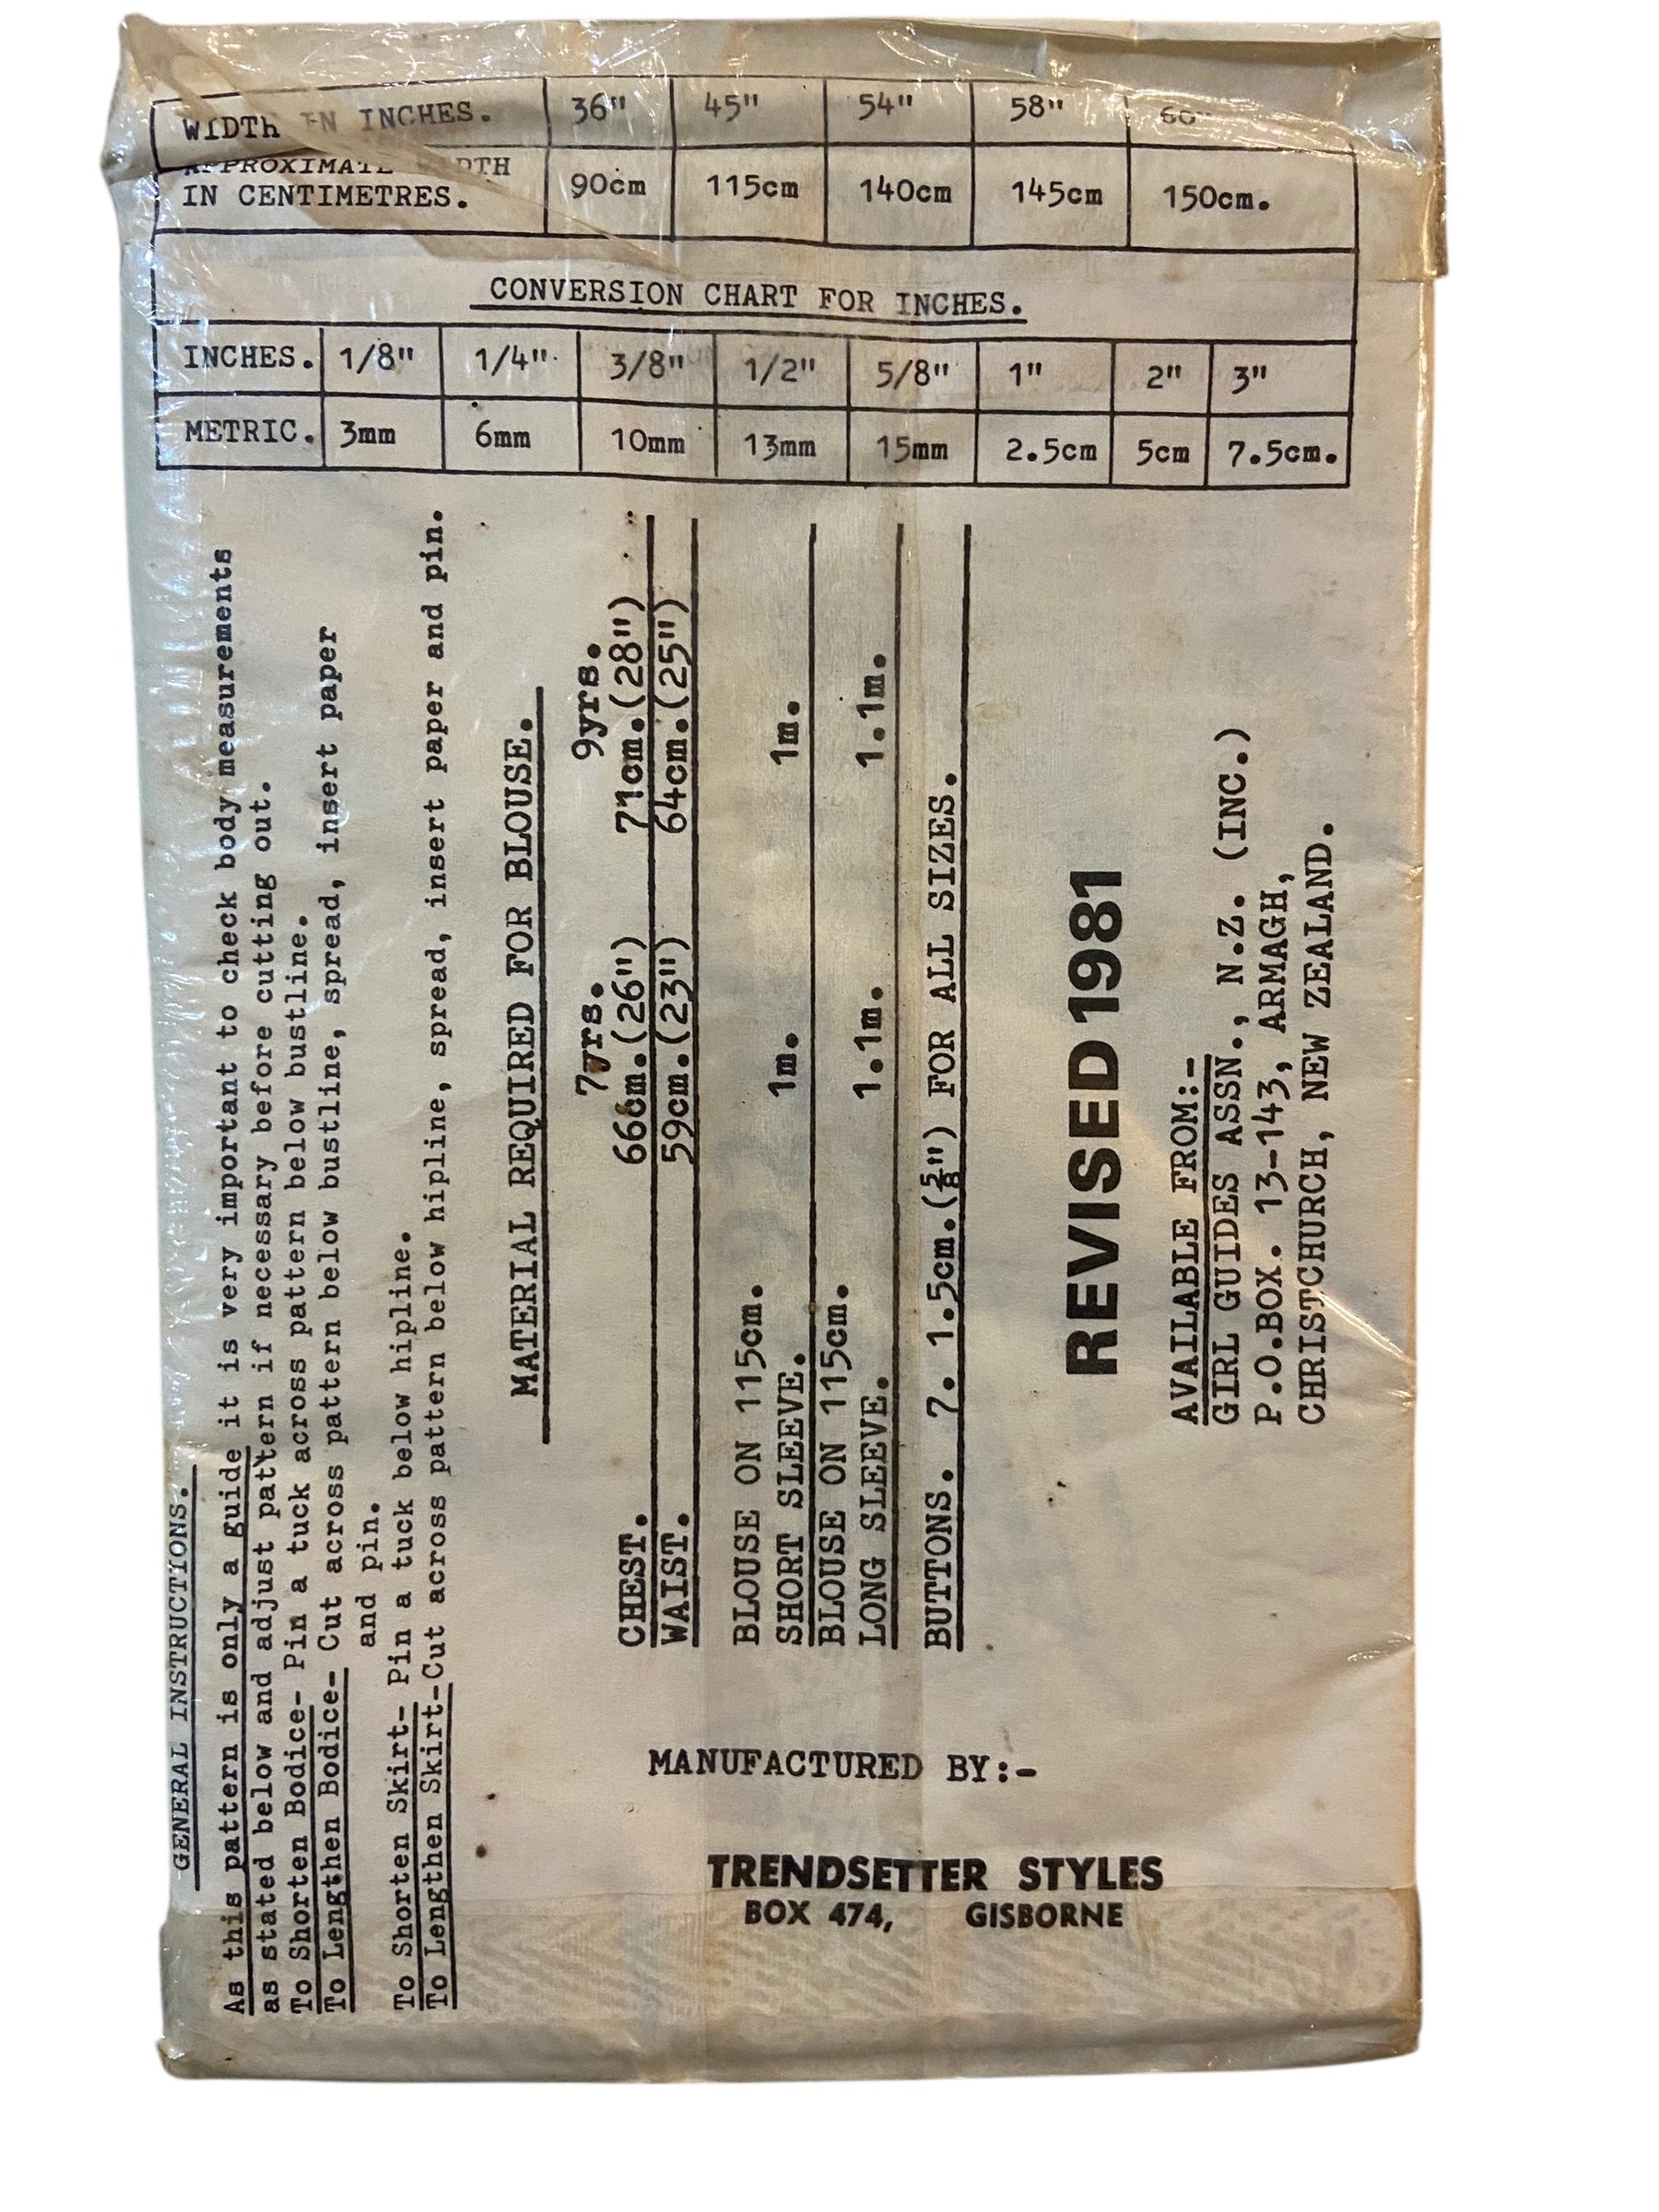 WIDTH IN INCHES. 36" 45" 54" 58" 60"
APPROXIMATE WIDTH
IN CENTIMETRES. 90cm 115cm 140cm 145cm 150cm.
CONVERSION CHART FOR INCHES.
INCHES. 1/8" 1/4" 3/8" 1/2" 5/8" 1" 2" 3"
METRIC. 3mm 6mm 10mm 13mm 15mm 2.5cm 5cm 7.5cm.
GENERAL INSTRUCTIONS.
As this pattern is only a guide it is very important to check body measurements
as stated below and adjust pattern if necessary before cutting out.
To Shorten Bodice- Pin a tuck across pattern below bustline.
To Lengthen Bodice- Cut across pattern below bustline, spread, insert paper
and pin.
To Shorten Skirt- Pin a tuck below hipline.
To Lengthen Skirt-Cut across pattern below hipline, spread, insert paper and pin.
MATERIAL REQUIRED FOR BLOUSE.
7yrs. 9yrs.
CHEST. 66cm.(26") 71cm.(28")
WAIST. 59cm.(23") 64cm.(25")
BLOUSE ON 115cm.
SHORT SLEEVE. 1m. 1m.
BLOUSE ON 115cm.
LONG SLEEVE. 1.1m. 1.1m.
BUTTONS. 7. 1.5cm.(5/8") FOR ALL SIZES.
REVISED 1981
AVAILABLE FROM:-
GIRL GUIDES ASSN., N.Z. (INC.)
P.O.BOX. 13-143, ARMAGH,
CHRISTCHURCH, NEW ZEALAND.
MANUFACTURED BY:-
TRENDSETTER STYLES
BOX 474, GISBORNE